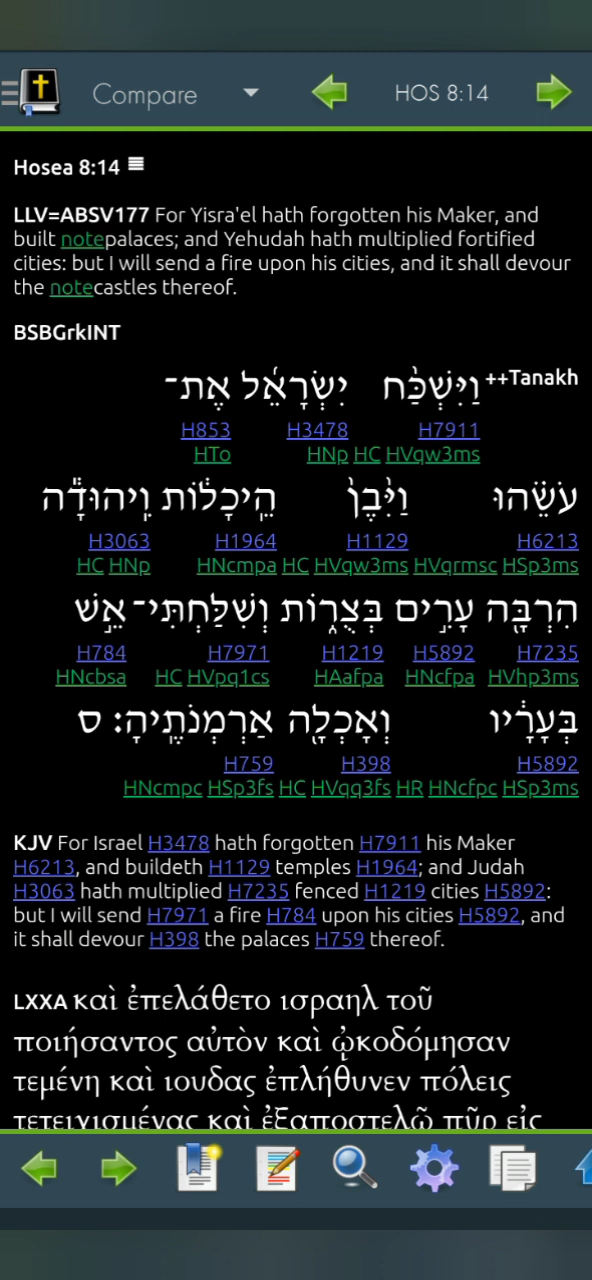 Compare
HOS 8:14
Hosea 8:14
LLV=ABSV177 For Yisra'el hath forgotten his Maker, and
built notepalaces; and Yehudah hath multiplied fortified
cities: but I will send a fire upon his cities, and it shall devour
the notecastles thereof.
BSBGrkINT
++Tanakh וַיִּשְׁכַּ֨ח יִשְׂרָאֵ֜ל אֶת־
H853 H3478 H7911
HTo HNp HC HVqw3ms
עֹשֵׂ֗הוּ וַיִּ֙בֶן֙ הֵֽיכָל֔וֹת וִֽיהוּדָ֕ה
H3063 H1964 H1129 H6213
HC HNp HNcmpa HC HVqw3ms HVqrmsc HSp3ms
הִרְבָּ֖ה עָרִ֣ים בְּצֻר֑וֹת וְשִׁלַּחְתִּי־ אֵ֣שׁ
H784 H7971 H1219 H5892 H7235
HNcbsa HC HVpq1cs HAafpa HNcfpa HVhp3ms
בְּעָרָ֔יו וְאָכְלָ֖ה אַרְמְנֹתֶֽיהָ׃ ס
H759 H398 H5892
HNcmpc HSp3fs HC HVqq3fs HR HNcfpc HSp3ms
KJV For Israel H3478 hath forgotten H7911 his Maker
H6213, and buildeth H1129 temples H1964; and Judah
H3063 hath multiplied H7235 fenced H1219 cities H5892:
but I will send H7971 a fire H784 upon his cities H5892, and
it shall devour H398 the palaces H759 thereof.
LXXA καὶ ἐπελάθετο ισραηλ τοῦ
ποιήσαντος αὐτὸν καὶ ᾠκοδόμησαν
τεμένη καὶ ιουδας ἐπλήθυνεν πόλεις
τετειχισμένας καὶ ἐξαποστελῶ πῦρ εἰς